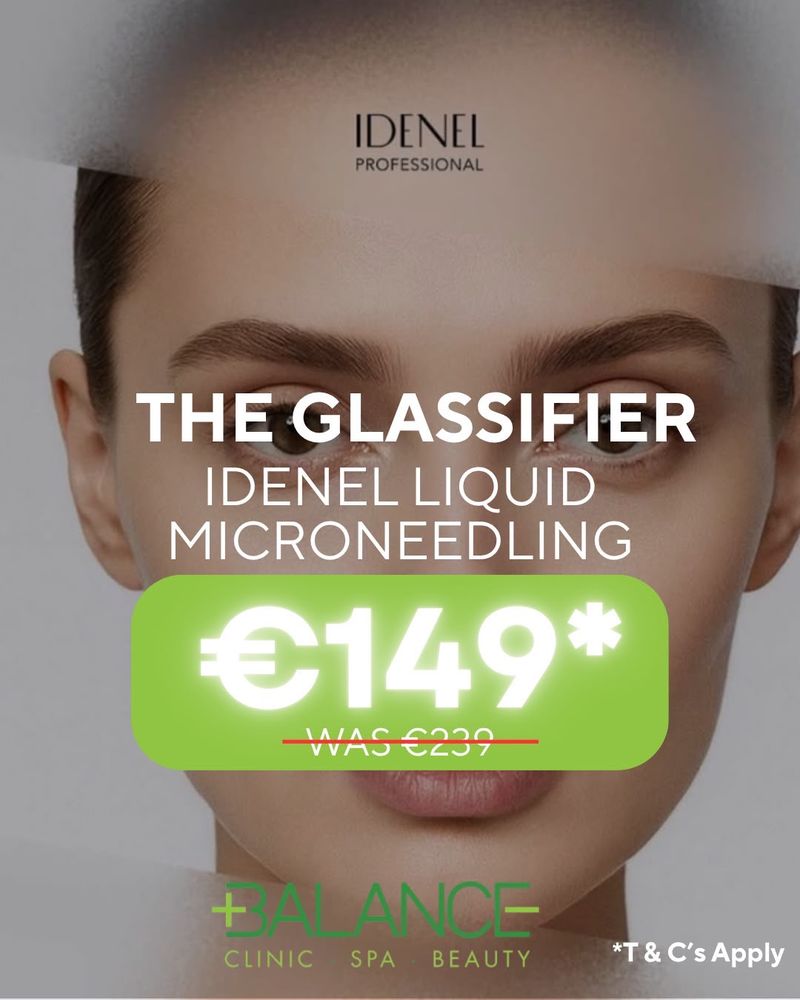 IDENEL
PROFESSIONAL
THE GLASSIFIER
IDENEL LIQUID
MICRONEEDLING
€149*
WAS €239
BALANCE
CLINIC · SPA · BEAUTY
*T & C's Apply